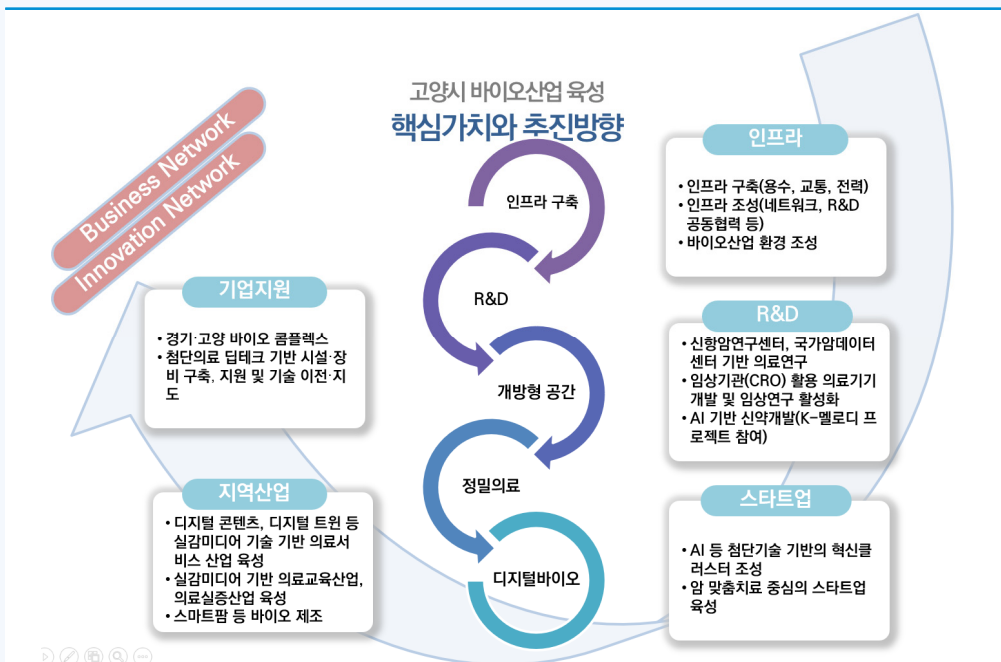 고양시 바이오산업 육성
핵심가치와 추진방향
Business Network
Innovation Network
인프라 구축
R&D
개방형 공간
정밀의료
디지털바이오
인프라
• 인프라 구축(용수, 교통, 전력)
• 인프라 조성(네트워크, R&D
공동협력 등)
• 바이오산업 환경 조성
R&D
• 신항암연구센터, 국가암데이터
센터 기반 의료연구
• 임상기관(CRO) 활용 의료기기
개발 및 임상연구 활성화
• AI 기반 신약개발(K-멜로디 프
로젝트 참여)
스타트업
• AI 등 첨단기술 기반의 혁신클
러스터 조성
• 암 맞춤치료 중심의 스타트업
육성
지역산업
• 디지털 콘텐츠, 디지털 트윈 등
실감미디어 기술 기반 의료서
비스 산업 육성
• 실감미디어 기반 의료교육산업,
의료실증산업 육성
• 스마트팜 등 바이오 제조
기업지원
• 경기·고양 바이오 콤플렉스
• 첨단의료 딥테크 기반 시설·장
비 구축, 지원 및 기술 이전·지
도